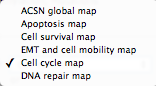 ACSN global map
Apoptosis map
Cell survival map
EMT and cell mobility map
✓ Cell cycle map
DNA repair map